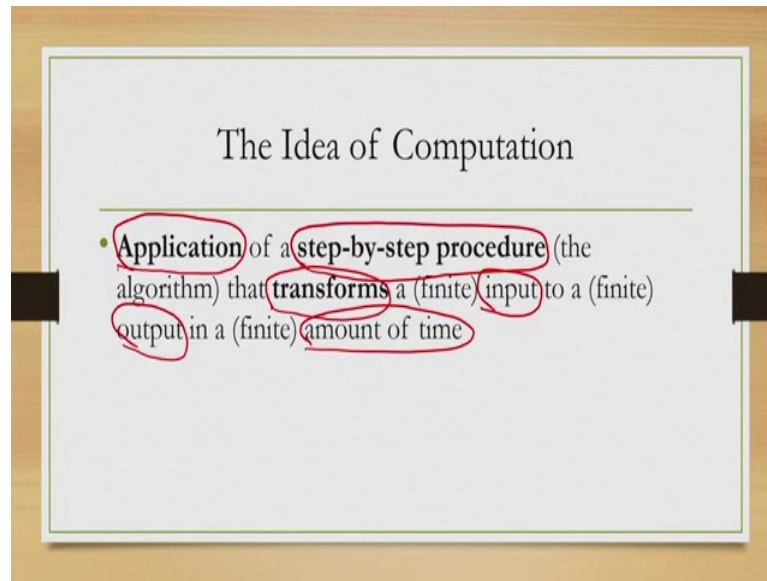 The Idea of Computation
• Application of a step-by-step procedure (the
algorithm) that transforms a (finite) input to a (finite)
output in a (finite) amount of time